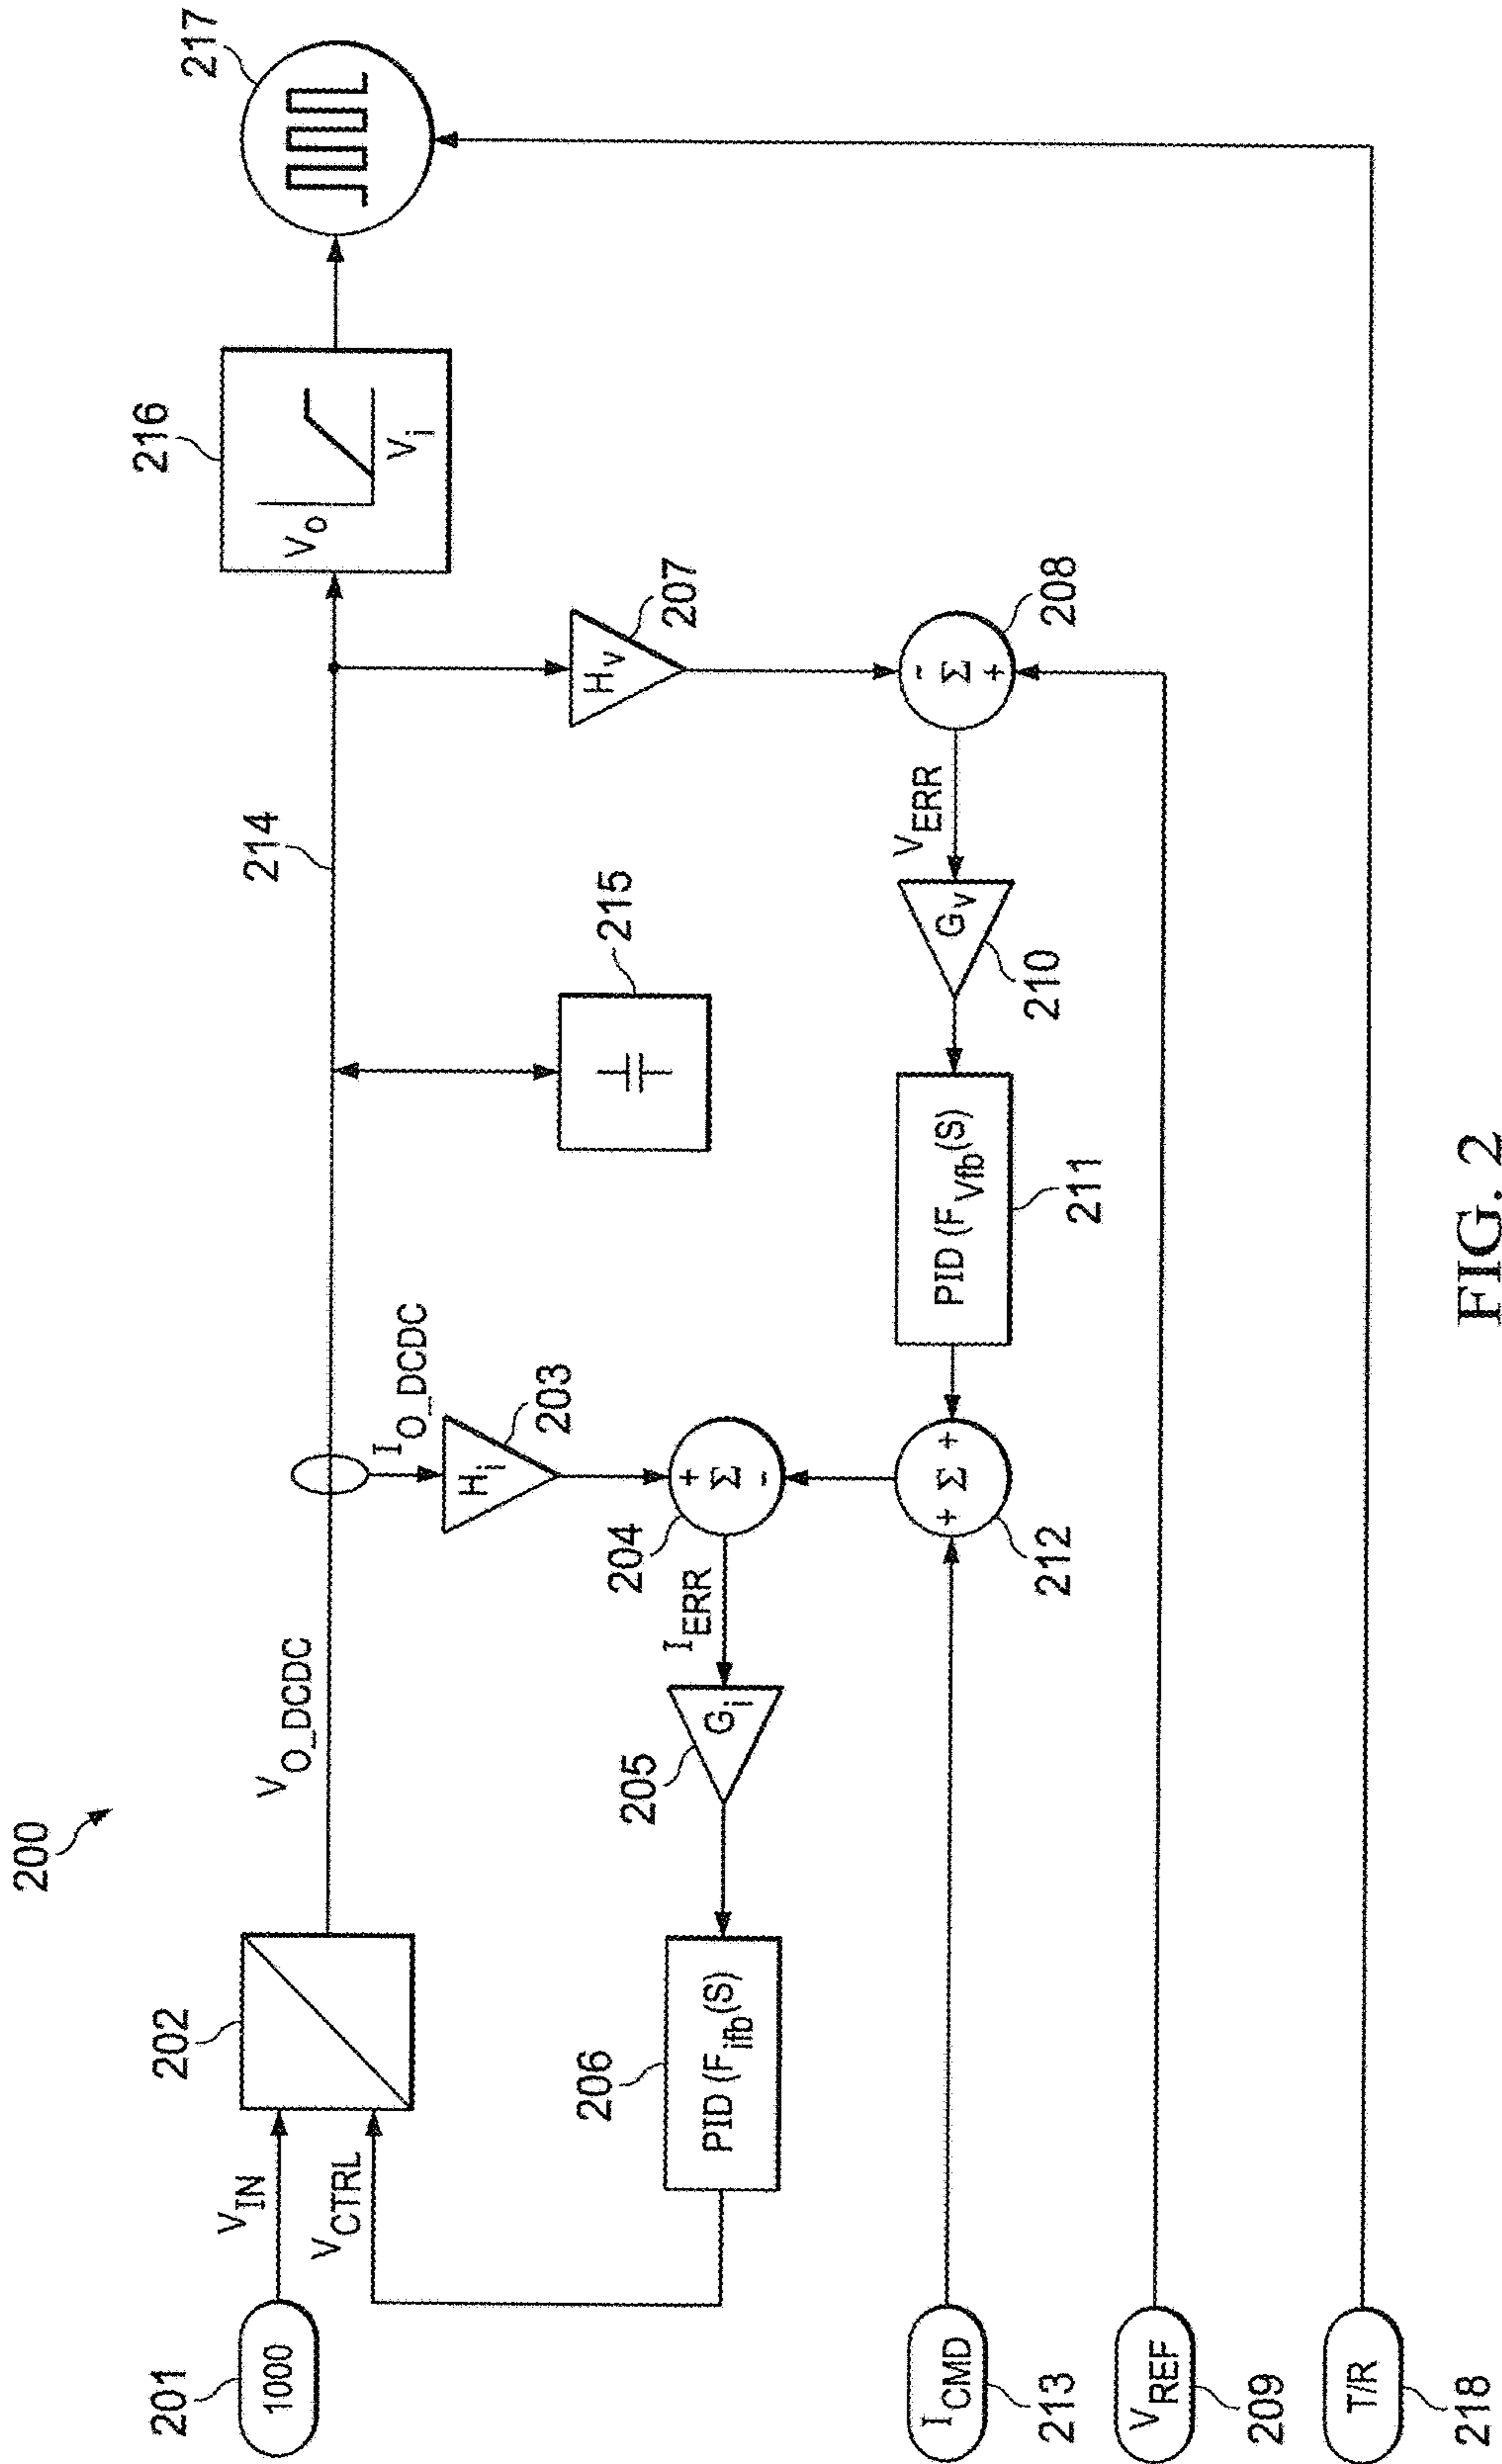 200
201
1000
V_IN
V_CTRL
202
V_O_DCDC
I_O_DCDC
214
215
216
V_o
V_i
217
H_i
203
H_v
207
206
PID (F_ifb(S)
205
G_i
I_ERR
204
+
Σ
-
212
+ Σ +
PID (F_Vfb(S)
211
G_v
210
V_ERR
-
Σ
+
208
I_CMD
213
V_REF
209
T/R
218
FIG. 2